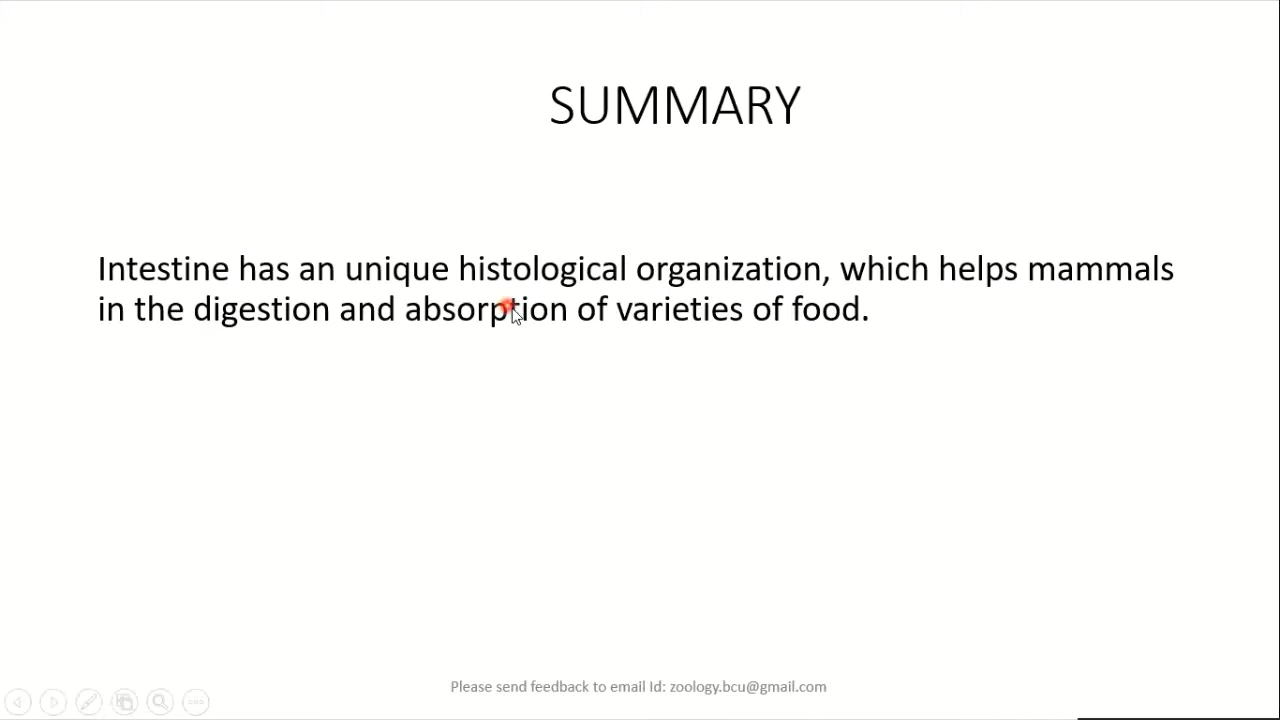 SUMMARY
Intestine has an unique histological organization, which helps mammals
in the digestion and absorption of varieties of food.
Please send feedback to email Id: zoology.bcu@gmail.com